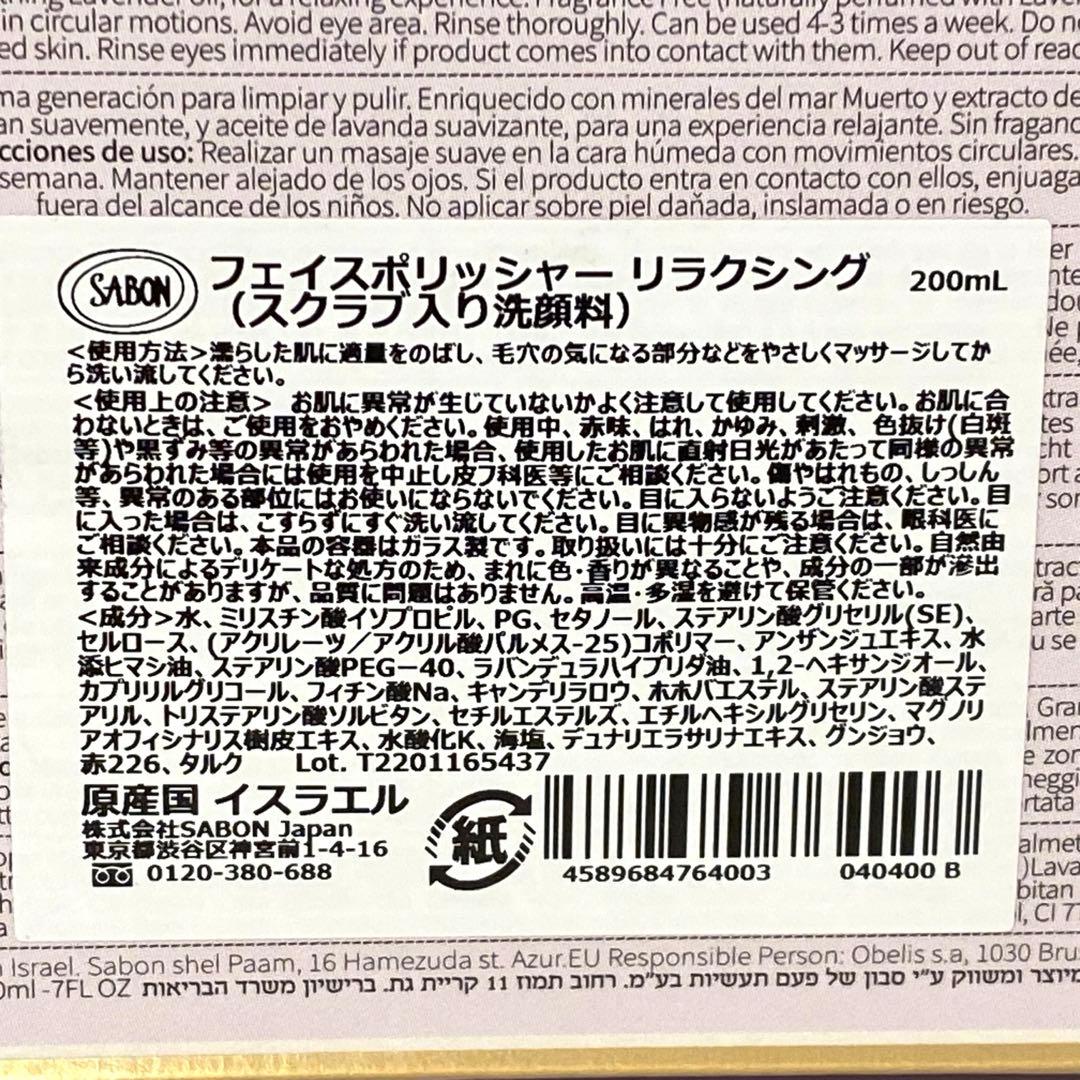 Lavender oil, for a relaxing experience. Fragrance Free (naturally perfumed with
in circular motions. Avoid eye area. Rinse thoroughly. Can be used 4-3 times a week. Do
skin. Rinse eyes immediately if product comes into contact with them. Keep out of
generación para limpiar y pulir. Enriquecido con minerales del mar Muerto y extracto de
suavemente, y aceite de lavanda suavizante, para una experiencia relajante. Sin
de uso: Realizar un masaje suave en la cara húmeda con movimientos circulares.
semana. Mantener alejado de los ojos. Si el producto entra en contacto con ellos,
fuera del alcance de los niños. No aplicar sobre piel dañada, inslamada o en riesgo.
SABON
フェイスポリッシャー リラクシング 200mL
（スクラブ入り洗顔料）
＜使用方法＞濡らした肌に適量をのばし、毛穴の気になる部分などをやさしくマッサージしてか
ら洗い流してください。
＜使用上の注意＞ お肌に異常が生じていないかよく注意して使用してください。お肌に合
わないときは、ご使用をおやめください。使用中、赤味、はれ、かゆみ、刺激、色抜け(白斑
等)や黒ずみ等の異常があらわれた場合、使用したお肌に直射日光があたって同様の異常
があらわれた場合には使用を中止し皮フ科医等にご相談ください。傷やはれもの、しっしん
等、異常のある部位にはお使いにならないでください。目に入らないようご注意ください。目
に入った場合は、こすらずにすぐ洗い流してください。目に異物感が残る場合は、眼科医に
ご相談ください。本品の容器はガラス製です。取り扱いには十分にご注意ください。自然由
来成分によるデリケートな処方のため、まれに色・香りが異なることや、成分の一部が滲出
することがありますが、品質に問題はありません。高温・多湿を避けて保管ください。
＜成分＞水、ミリスチン酸イソプロピル、PG、セタノール、ステアリン酸グリセリル(SE)、
セルロース、(アクリレーツ／アクリル酸パルメス-25)コポリマー、アンザンジュエキス、水
添ヒマシ油、ステアリン酸PEG－40、ラバンデュラハイブリダ油、1,2-ヘキサンジオール、
カプリリルグリコール、フィチン酸Na、キャンデリラロウ、ホホバエステル、ステアリン酸ステ
アリル、トリステアリン酸ソルビタン、セチルエステルズ、エチルヘキシルグリセリン、マグノリ
アオフィシナリス樹皮エキス、水酸化K、海塩、デュナリエラサリナエキス、グンジョウ、
赤226、タルク Lot. T2201165437
原産国 イスラエル
株式会社SABON Japan
東京都渋谷区神宮前1-4-16
0120-380-688
紙
4589684764003 040400 B
Israel. Sabon shel Paam, 16 Hamezuda st. Azur.EU Responsible Person: Obelis s.a, 1030
-7FL OZ מיוצר ומשווק ע״י סבון של פעם תעשיות בע״מ. רחוב תמוז 11 קריית גת. ברישיון משרד הבריאות